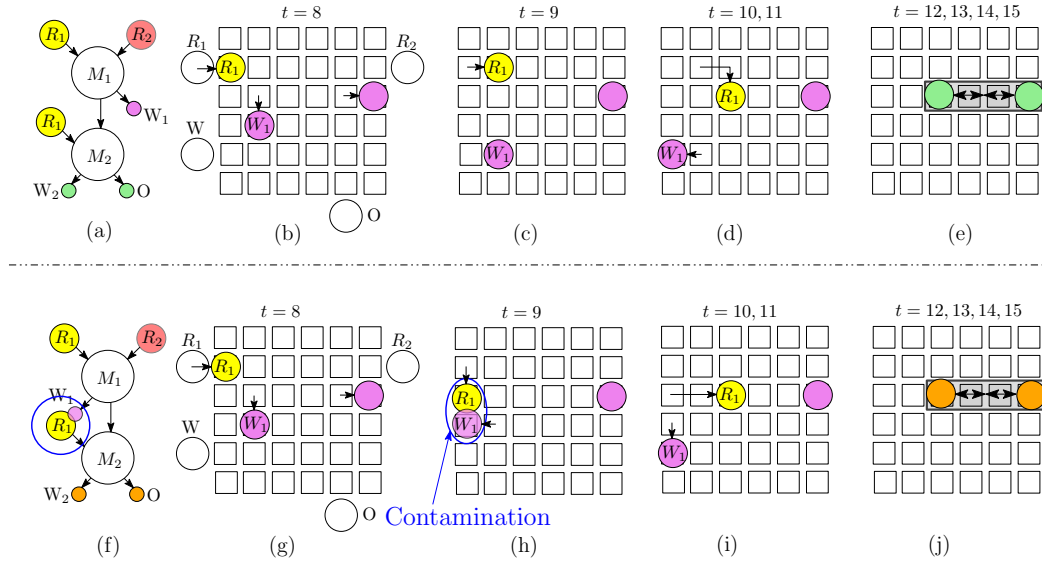 t = 8
t = 9
t = 10, 11
t = 12, 13, 14, 15
R₁
R₂
M₁
W₁
R₁
M₂
W₂
O
R₁
R₁
R₂
W₁
W
O
R₁
W₁
R₁
W₁
(a)
(b)
(c)
(d)
(e)
t = 8
t = 9
t = 10, 11
t = 12, 13, 14, 15
R₁
R₂
M₁
W₁
R₁
M₂
W₂
O
R₁
R₁
R₂
W₁
W
O
R₁
W₁
Contamination
R₁
W₁
(f)
(g)
(h)
(i)
(j)